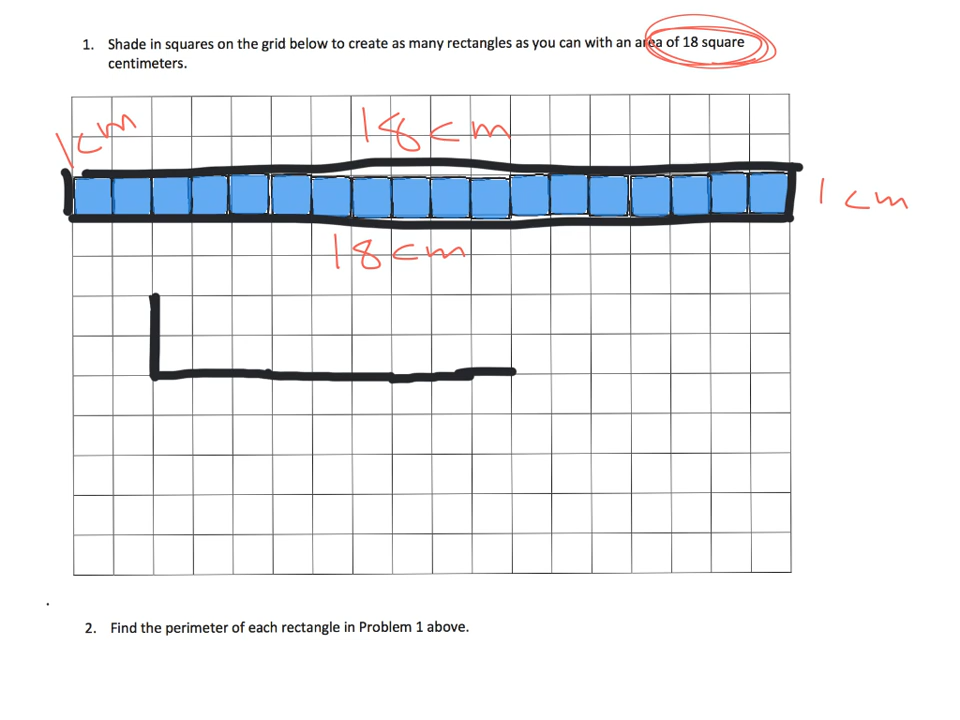 1. Shade in squares on the grid below to create as many rectangles as you can with an area of 18 square
centimeters.
1cm
18cm
1cm
18cm
2. Find the perimeter of each rectangle in Problem 1 above.